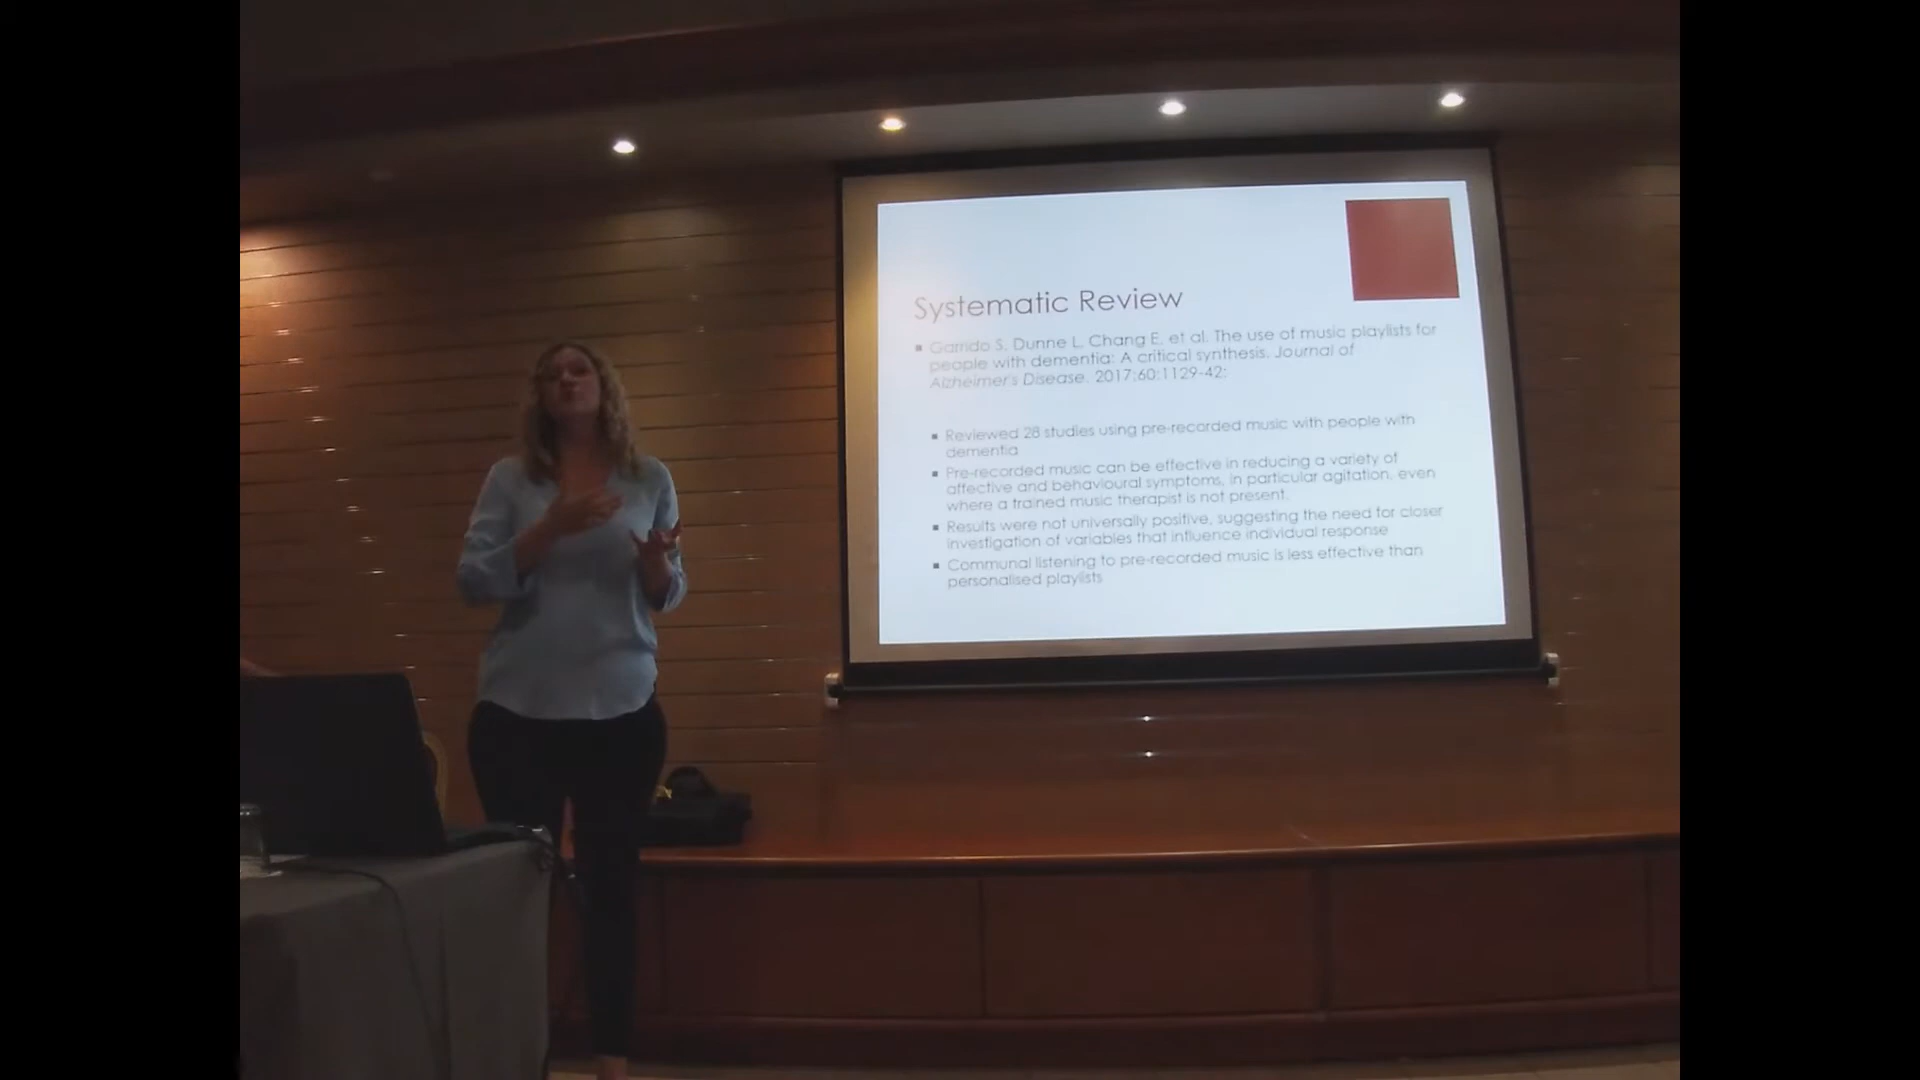 Systematic Review
Garrido S, Dunne L, Chang E, et al. The use of music playlists for
people with dementia: A critical synthesis. Journal of
Alzheimer's Disease. 2017;60:1129-42;
Reviewed 28 studies using pre-recorded music with people with
dementia
Pre-recorded music can be effective in reducing a variety of
affective and behavioural symptoms, in particular agitation, even
where a trained music therapist is not present.
Results were not universally positive, suggesting the need for closer
investigation of variables that influence individual response
Communal listening to pre-recorded music is less effective than
personalised playlists